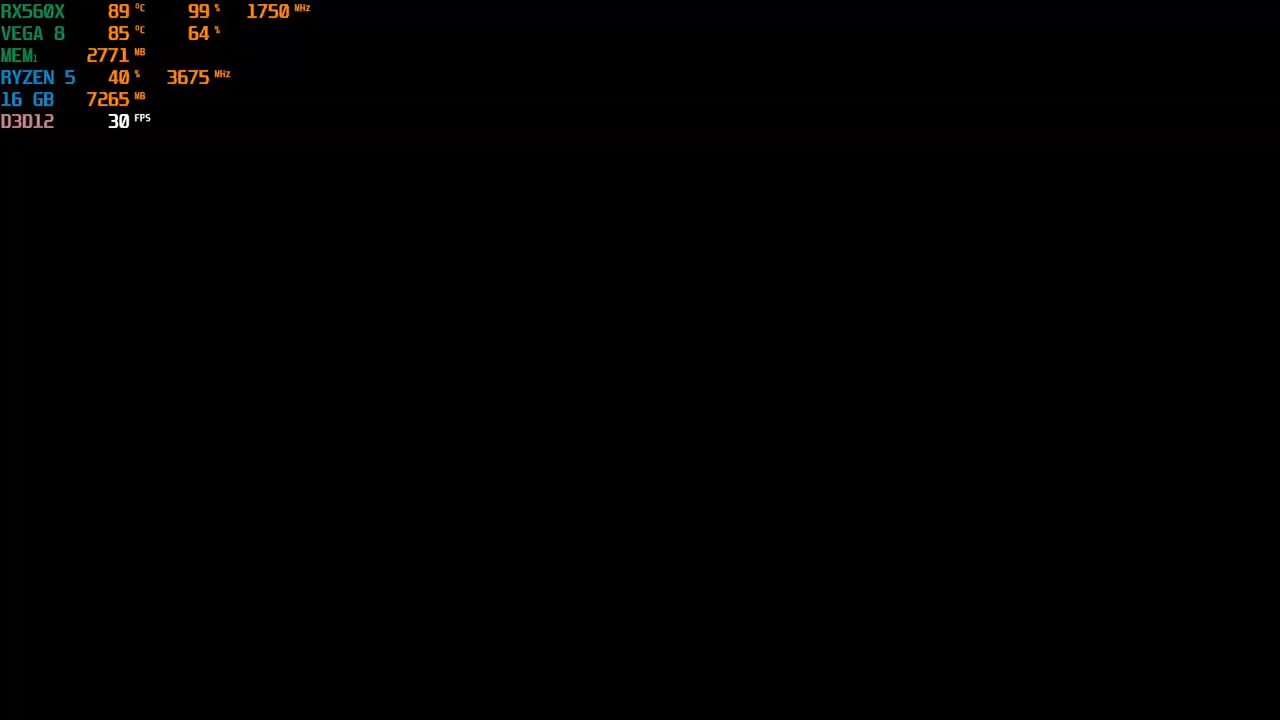 RX560X 89 °C 99 % 1750 MHz
VEGA 8 85 °C 64 %
MEM1 2771 MB
RYZEN 5 40 % 3675 MHz
16 GB 7265 MB
D3D12 30 FPS